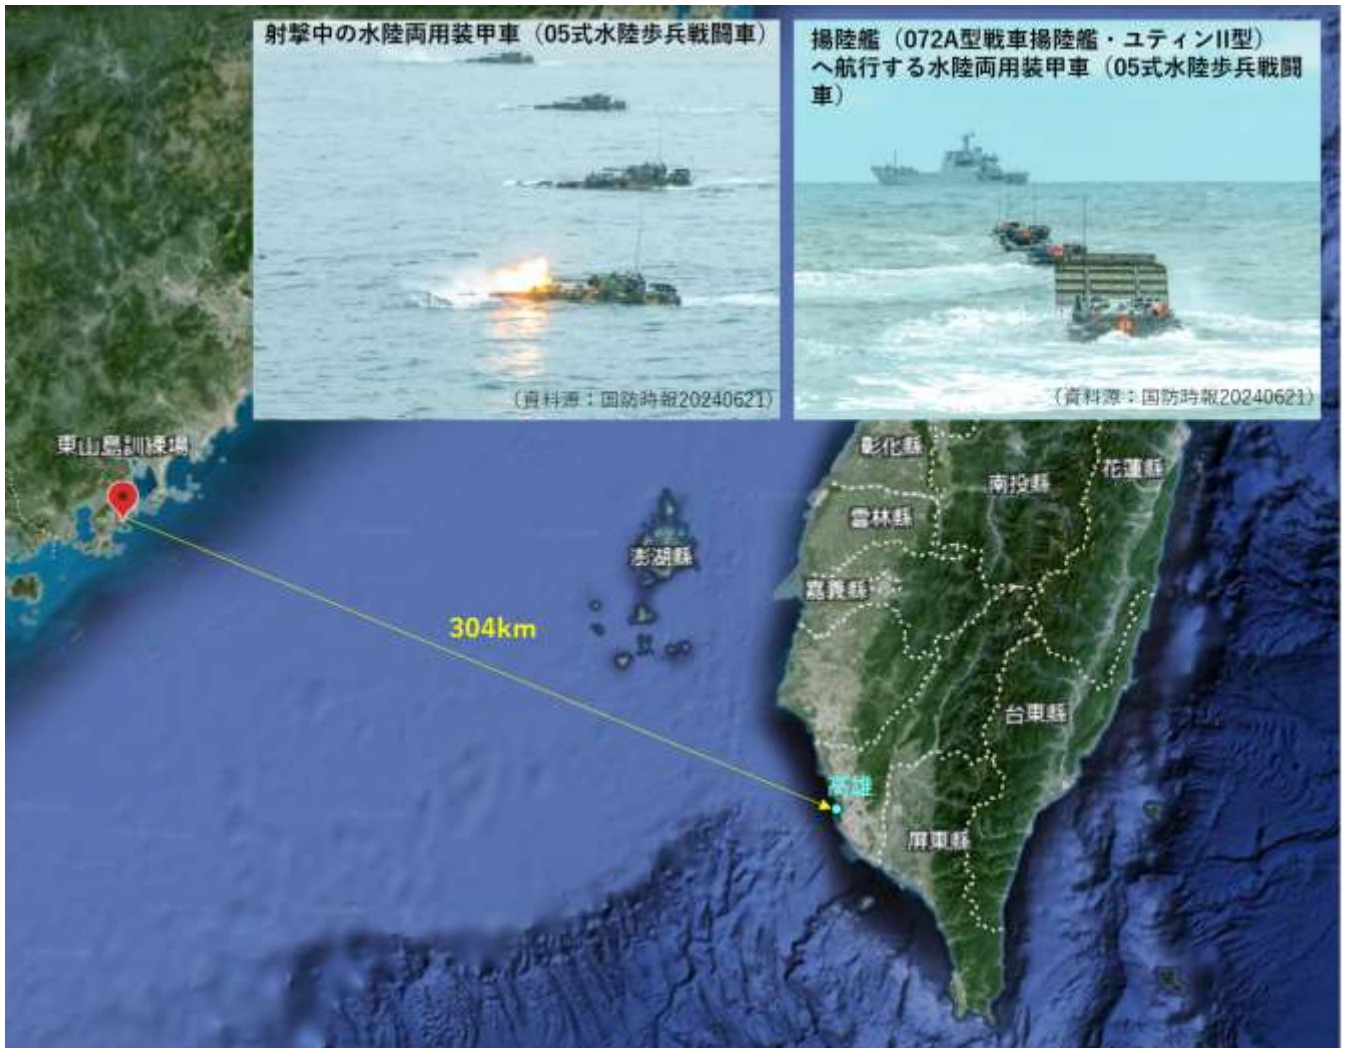 射撃中の水陸両用装甲車（05式水陸歩兵戦闘車）
揚陸艦（072A型戦車揚陸艦・ユティンII型）
へ航行する水陸両用装甲車（05式水陸歩兵戦闘
車）
（資料源：国防時報20240621）
（資料源：国防時報20240621）
東山島訓練場
彰化縣
南投縣
花蓮縣
雲林縣
澎湖縣
嘉義縣
304km
台東縣
高雄
屏東縣